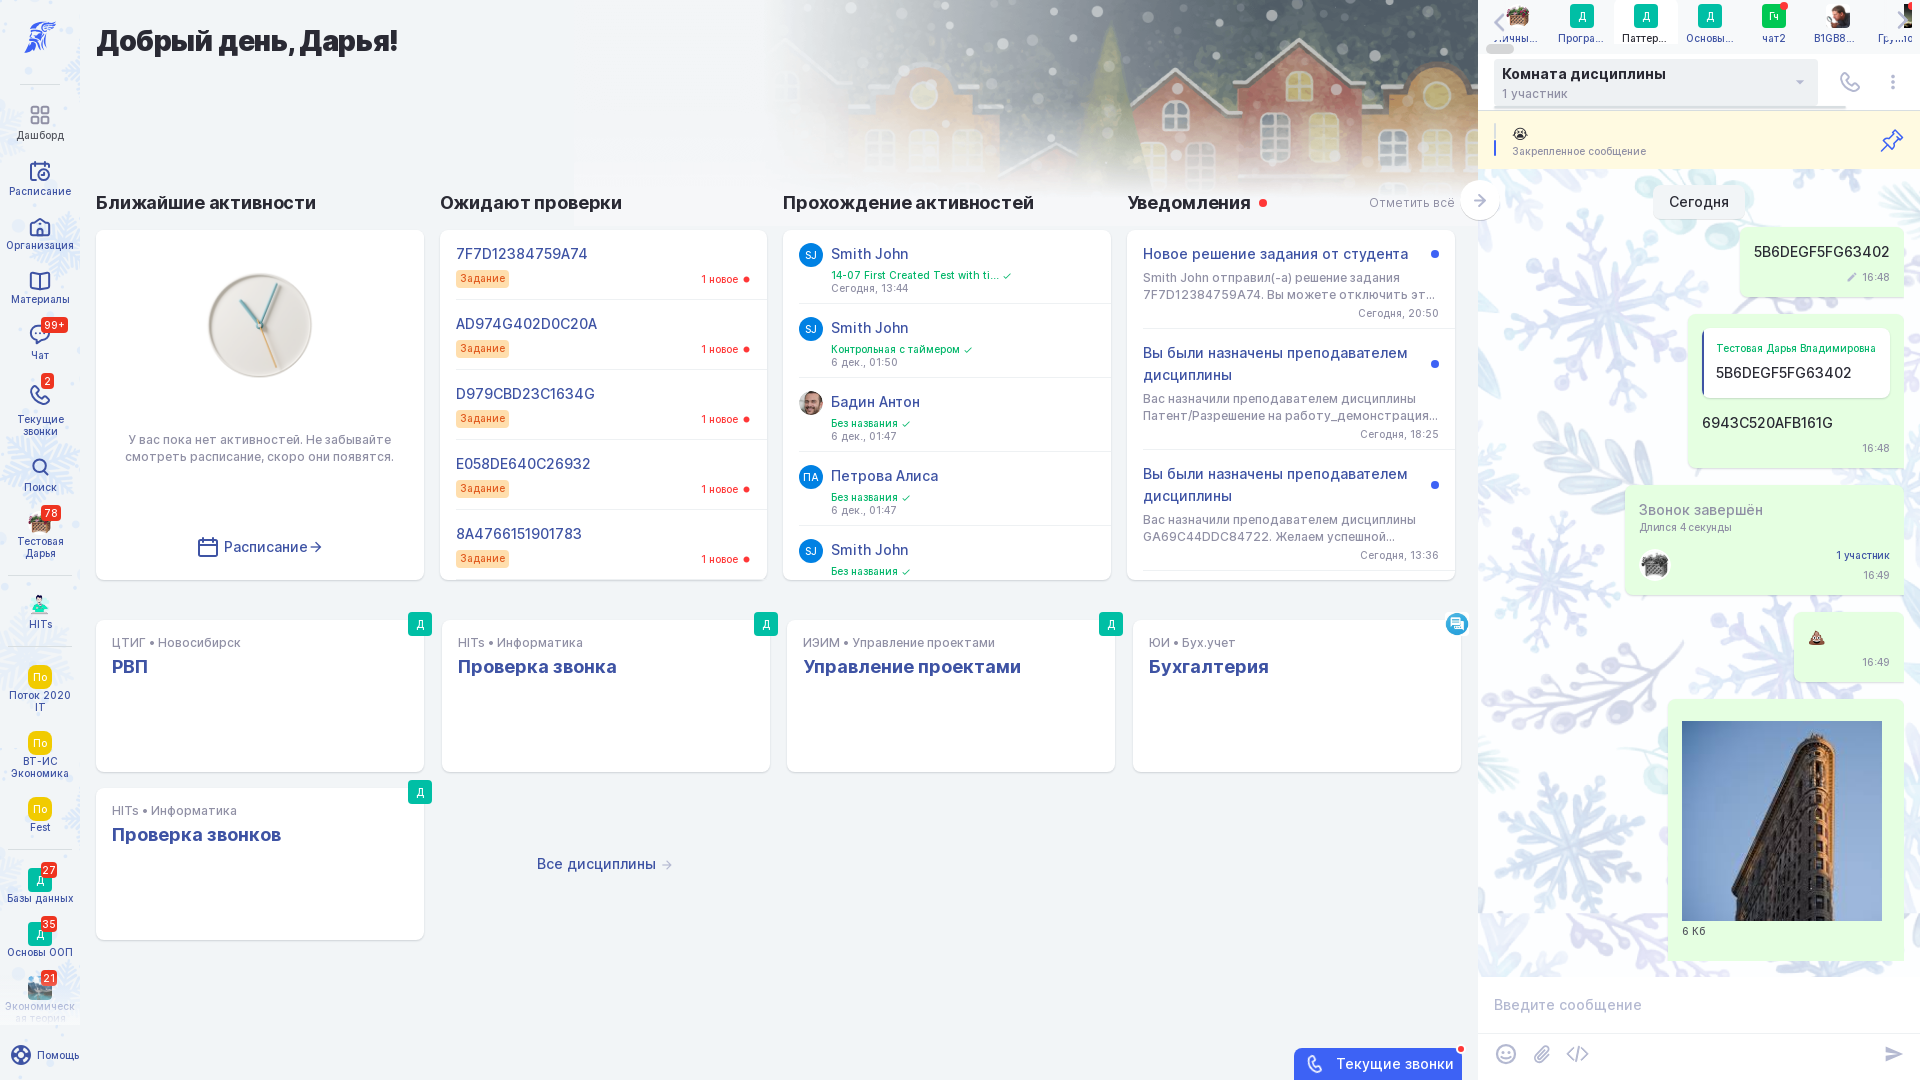 Добрый день, Дарья!
Дашборд
Расписание
Организация
Материалы
99+
Чат
2
Текущие
звонки
Поиск
78
Тестовая
Дарья
HITs
По
Поток 2020
IT
По
ВТ-ИС
Экономика
По
Fest
27
Д
Базы данных
35
Д
Основы ООП
21
Экономическ
ая теория
Помощь
Ближайшие активности
У вас пока нет активностей. Не забывайте
смотреть расписание, скоро они появятся.
Расписание
Ожидают проверки
7F7D12384759A74
Задание
1 новое
AD974G402D0C20A
Задание
1 новое
D979CBD23C1634G
Задание
1 новое
E058DE640C26932
Задание
1 новое
8A4766151901783
Задание
1 новое
Прохождение активностей
SJ
Smith John
14-07 First Created Test with ti...
Сегодня, 13:44
SJ
Smith John
Контрольная с таймером
6 дек., 01:50
Бадин Антон
Без названия
6 дек., 01:47
ПА
Петрова Алиса
Без названия
6 дек., 01:47
SJ
Smith John
Без названия
Уведомления
Отметить всё
Новое решение задания от студента
Smith John отправил(-а) решение задания
7F7D12384759A74. Вы можете отключить эт...
Сегодня, 20:50
Вы были назначены преподавателем
дисциплины
Вас назначили преподавателем дисциплины
Патент/Разрешение на работу_демонстрация...
Сегодня, 18:25
Вы были назначены преподавателем
дисциплины
Вас назначили преподавателем дисциплины
GA69C44DDC84722. Желаем успешной...
Сегодня, 13:36
Д
ЦТИГ • Новосибирск
РВП
Д
HITs • Информатика
Проверка звонка
Д
ИЭИМ • Управление проектами
Управление проектами
ЮИ • Бух.учет
Бухгалтерия
Д
HITs • Информатика
Проверка звонков
Все дисциплины
Текущие звонки
Личны...
Д
Програ...
Д
Паттер...
Д
Основы...
Гч
чат2
B1GB8...
Комната дисциплины
1 участник
Закрепленное сообщение
Сегодня
5B6DEGF5FG63402
16:48
Тестовая Дарья Владимировна
5B6DEGF5FG63402
6943C520AFB161G
16:48
Звонок завершён
Длился 4 секунды
1 участник
16:49
16:49
6 Кб
Введите сообщение